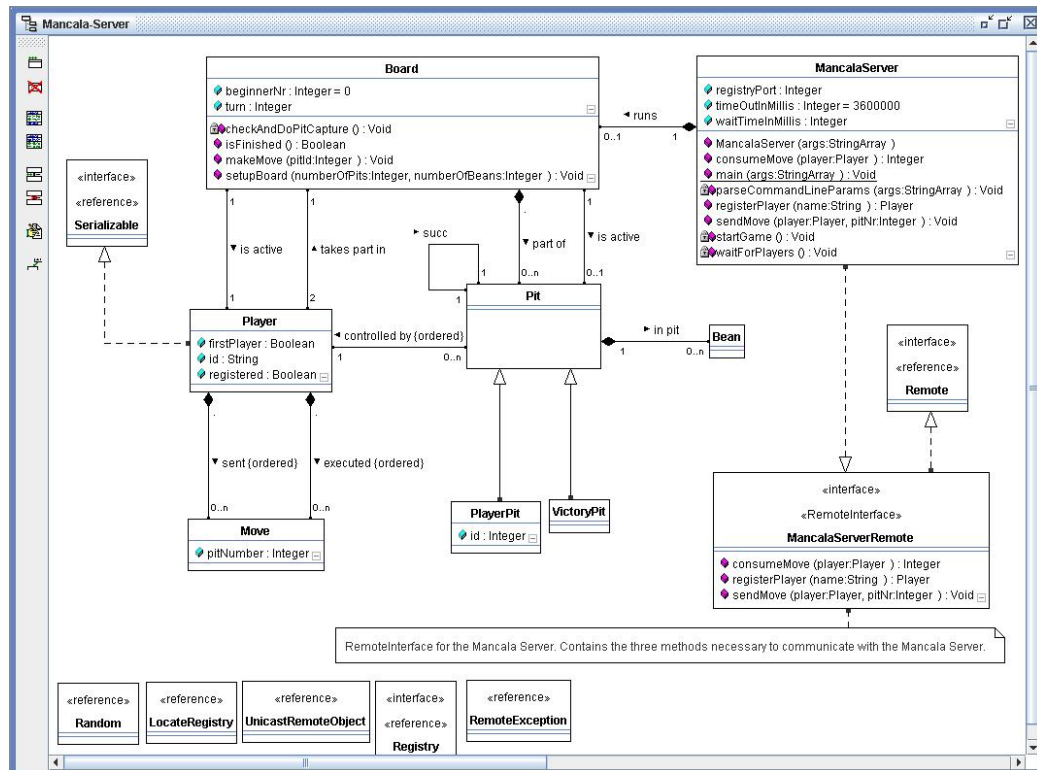 Mancala-Server
Board
beginnerNr : Integer = 0
turn : Integer
checkAndDoPitCapture () : Void
isFinished () : Boolean
makeMove (pitId:Integer ) : Void
setupBoard (numberOfPits:Integer, numberOfBeans:Integer ) : Void
MancalaServer
registryPort : Integer
timeOutInMillis : Integer = 3600000
waitTimeInMillis : Integer
MancalaServer (args:StringArray )
consumeMove (player:Player ) : Integer
main (args:StringArray ) : Void
parseCommandLineParams (args:StringArray ) : Void
registerPlayer (name:String ) : Player
sendMove (player:Player, pitNr:Integer ) : Void
startGame () : Void
waitForPlayers () : Void
◄ runs
0..1
1
«interface»
«reference»
Serializable
1
1
.
1
▼ is active
▲ takes part in
► succ
▼ part of
▼ is active
1
1
0..n
0..1
1
2
Player
firstPlayer : Boolean
id : String
registered : Boolean
◄ controlled by {ordered}
1
0..n
Pit
► in pit
1
0..n
Bean
«interface»
«reference»
Remote
.
.
▼ sent {ordered}
▼ executed {ordered}
0..n
0..n
Move
pitNumber : Integer
PlayerPit
id : Integer
VictoryPit
«interface»
«RemoteInterface»
MancalaServerRemote
consumeMove (player:Player ) : Integer
registerPlayer (name:String ) : Player
sendMove (player:Player, pitNr:Integer ) : Void
RemoteInterface for the Mancala Server. Contains the three methods necessary to communicate with the Mancala Server.
«reference»
Random
«reference»
LocateRegistry
«reference»
UnicastRemoteObject
«interface»
«reference»
Registry
«reference»
RemoteException